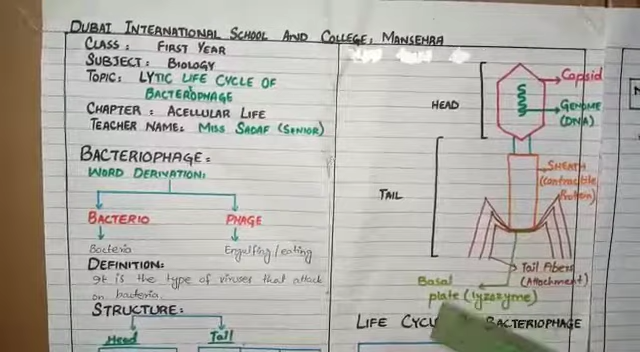 DUBAI INTERNATIONAL SCHOOL AND COLLEGE, MANSEHRA
CLASS: FIRST YEAR
SUBJECT: BIOLOGY
TOPIC: LYTIC LIFE CYCLE OF
BACTERIOPHAGE
CHAPTER: ACELLULAR LIFE
TEACHER NAME: MISS SADAF (SENIOR)
BACTERIOPHAGE:
WORD DERIVATION:
BACTERIO PHAGE
Bacteria Engulfing/eating
DEFINITION:
It is the type of viruses that attack
on bacteria.
STRUCTURE:
Head Tail
HEAD
Capsid
GENOME
(DNA)
TAIL
SHEATH
(Contractile
Protein)
Tail Fibers
(Attachment)
Basal
plate (lyzozyme)
LIFE CYCL BACTERIOPHAGE